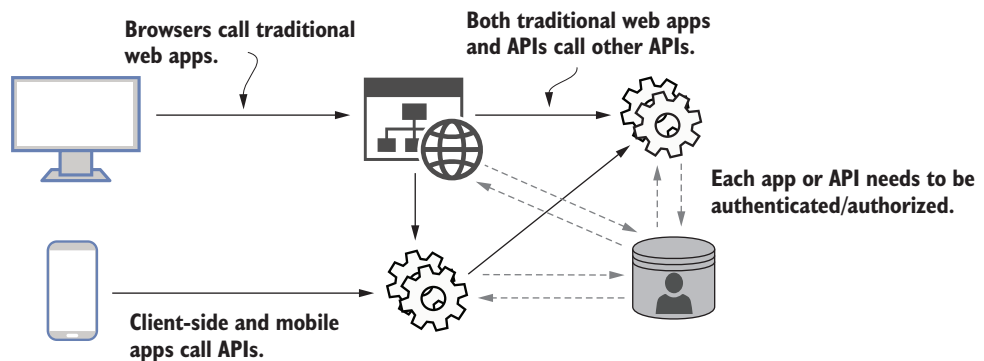 Browsers call traditional
web apps.
Both traditional web apps
and APIs call other APIs.
Each app or API needs to be
authenticated/authorized.
Client-side and mobile
apps call APIs.